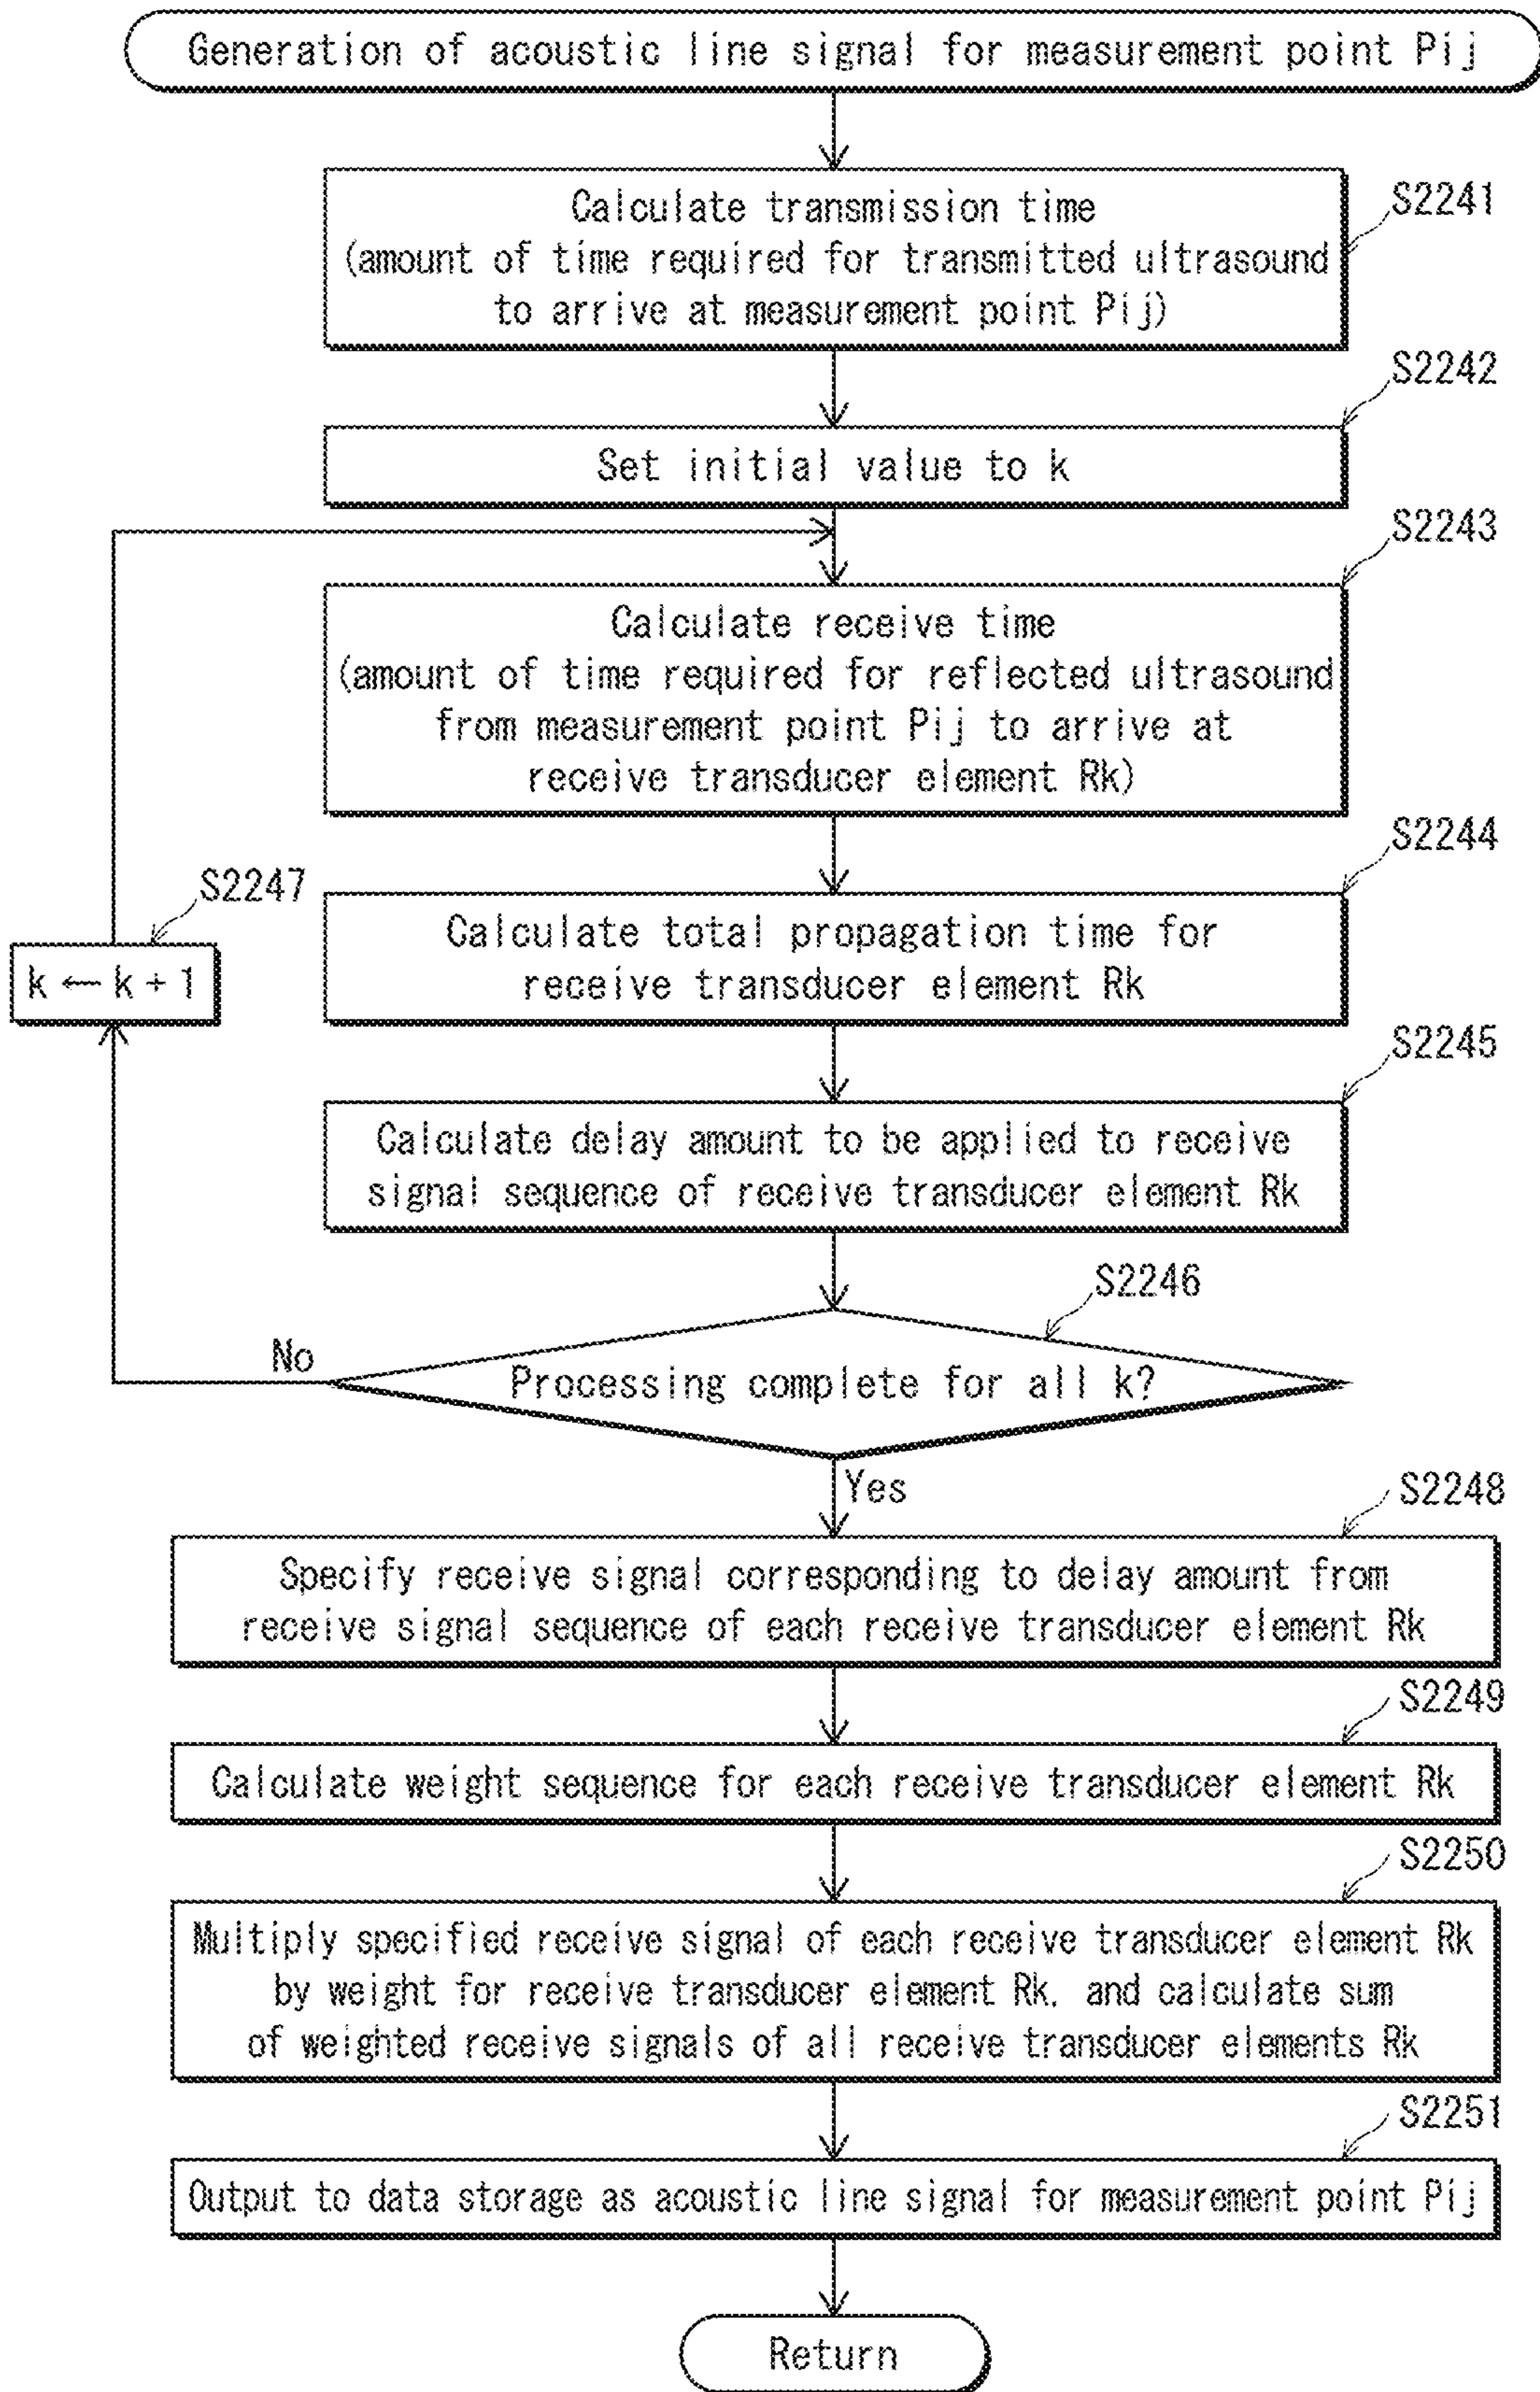 Generation of acoustic line signal for measurement point Pij
Calculate transmission time
(amount of time required for transmitted ultrasound
to arrive at measurement point Pij)
S2241
S2242
Set initial value to k
S2243
Calculate receive time
(amount of time required for reflected ultrasound
from measurement point Pij to arrive at
receive transducer element Rk)
S2244
Calculate total propagation time for
receive transducer element Rk
S2247
k ← k + 1
S2245
Calculate delay amount to be applied to receive
signal sequence of receive transducer element Rk
S2246
Processing complete for all k?
No
Yes
S2248
Specify receive signal corresponding to delay amount from
receive signal sequence of each receive transducer element Rk
S2249
Calculate weight sequence for each receive transducer element Rk
S2250
Multiply specified receive signal of each receive transducer element Rk
by weight for receive transducer element Rk, and calculate sum
of weighted receive signals of all receive transducer elements Rk
S2251
Output to data storage as acoustic line signal for measurement point Pij
Return